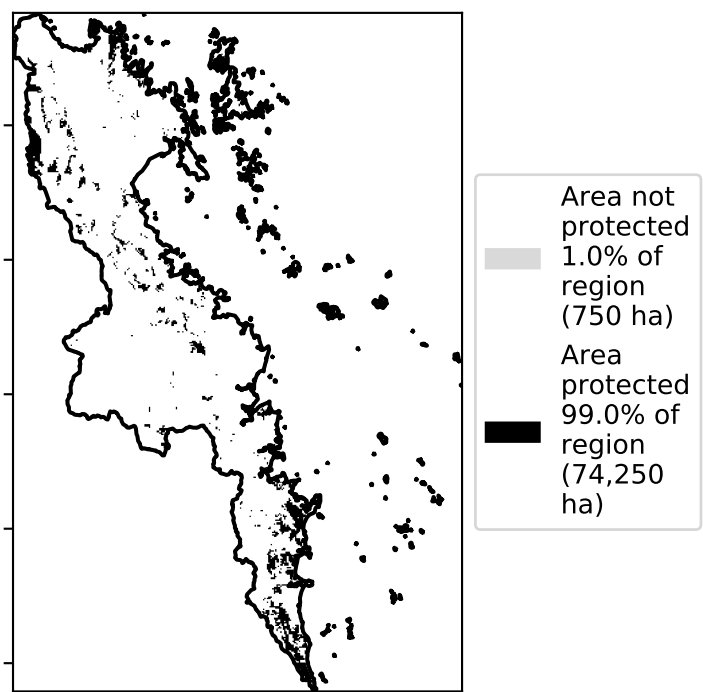 Area not
protected
1.0% of
region
(750 ha)
Area
protected
99.0% of
region
(74,250
ha)